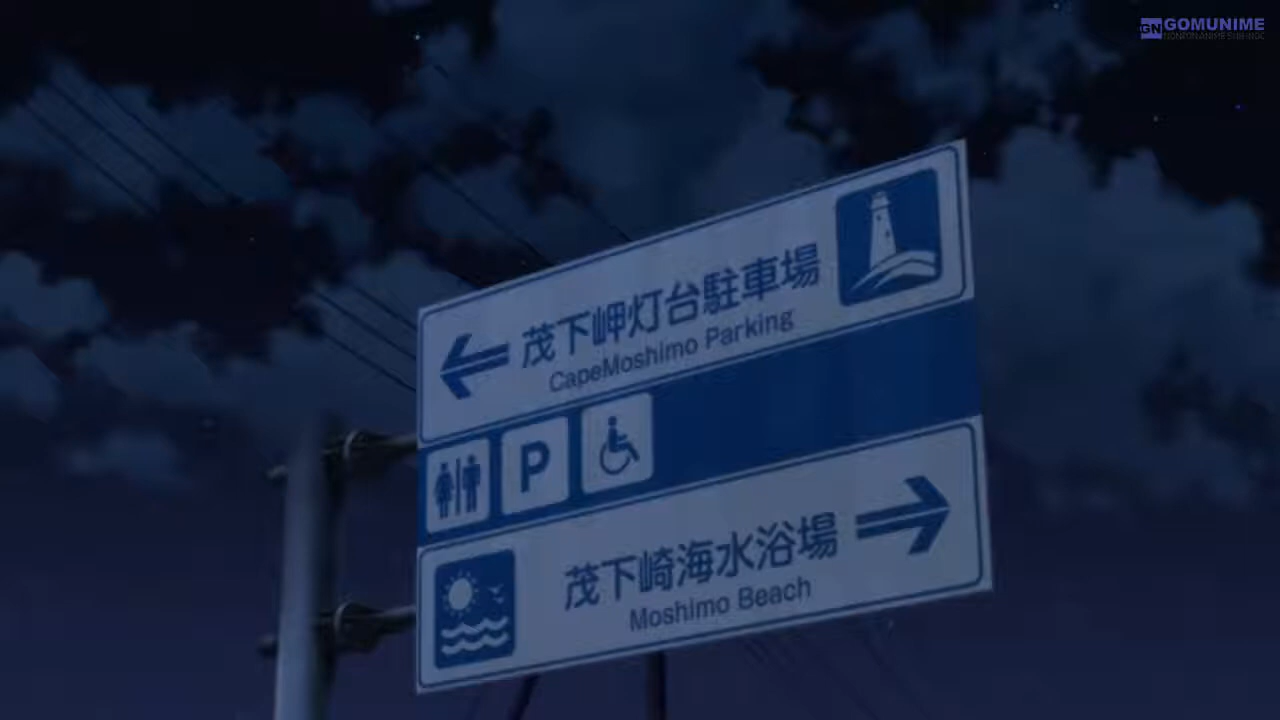 GN GOMUNIME
茂下岬灯台駐車場
CapeMoshimo Parking
P
茂下崎海水浴場
Moshimo Beach